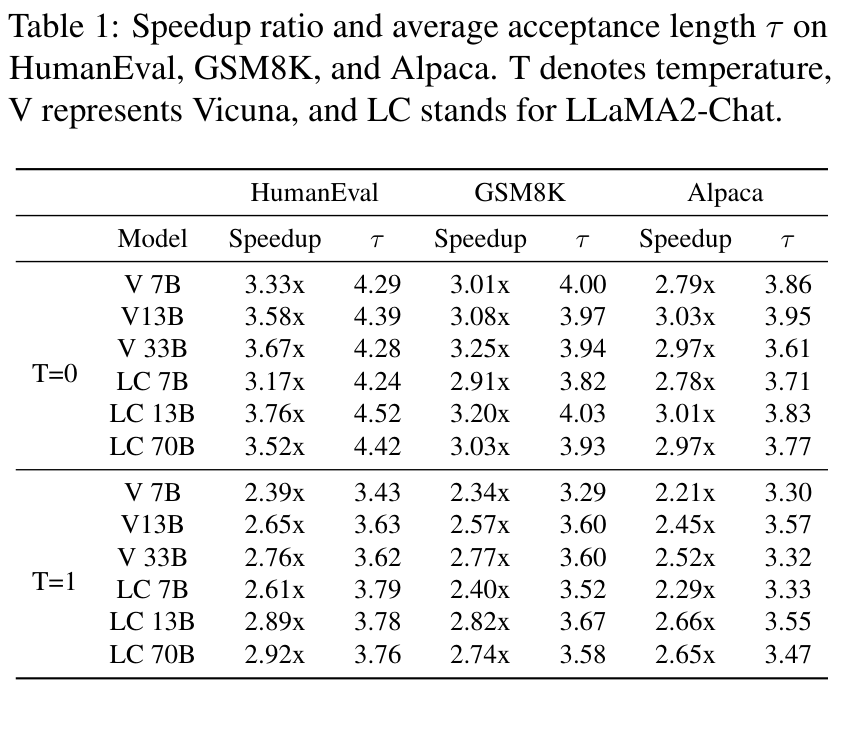 Table 1: Speedup ratio and average acceptance length τ on
HumanEval, GSM8K, and Alpaca. T denotes temperature,
V represents Vicuna, and LC stands for LLaMA2-Chat.
HumanEval GSM8K Alpaca
Model Speedup τ Speedup τ Speedup τ
V 7B 3.33x 4.29 3.01x 4.00 2.79x 3.86
V13B 3.58x 4.39 3.08x 3.97 3.03x 3.95
V 33B 3.67x 4.28 3.25x 3.94 2.97x 3.61
T=0
LC 7B 3.17x 4.24 2.91x 3.82 2.78x 3.71
LC 13B 3.76x 4.52 3.20x 4.03 3.01x 3.83
LC 70B 3.52x 4.42 3.03x 3.93 2.97x 3.77
V 7B 2.39x 3.43 2.34x 3.29 2.21x 3.30
V13B 2.65x 3.63 2.57x 3.60 2.45x 3.57
V 33B 2.76x 3.62 2.77x 3.60 2.52x 3.32
T=1
LC 7B 2.61x 3.79 2.40x 3.52 2.29x 3.33
LC 13B 2.89x 3.78 2.82x 3.67 2.66x 3.55
LC 70B 2.92x 3.76 2.74x 3.58 2.65x 3.47